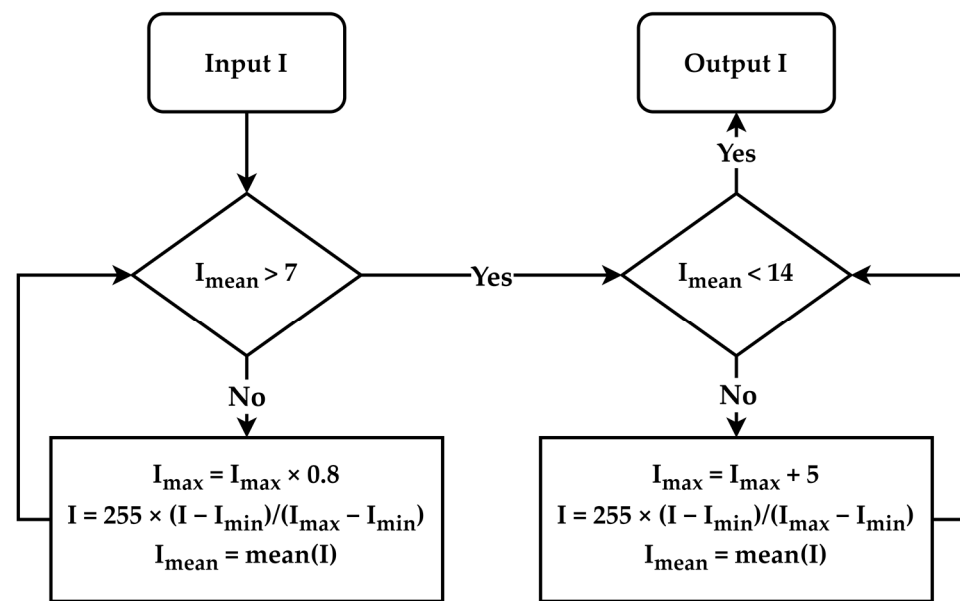 Input I
Output I
Yes
I_mean > 7
Yes
I_mean < 14
No
No
I_max = I_max × 0.8
I = 255 × (I − I_min)/(I_max − I_min)
I_mean = mean(I)
I_max = I_max + 5
I = 255 × (I − I_min)/(I_max − I_min)
I_mean = mean(I)